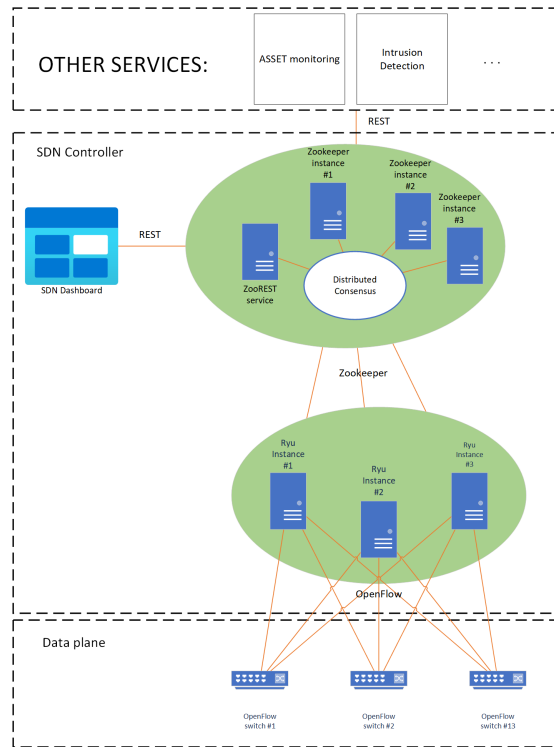 OTHER SERVICES:
ASSET monitoring
Intrusion
Detection
...
REST
SDN Controller
Zookeeper
instance
#1
Zookeeper
instance
#2
Zookeeper
instance
#3
REST
SDN Dashboard
ZooREST
service
Distributed
Consensus
Zookeeper
Ryu
Instance
#1
Ryu
Instance
#2
Ryu
Instance
#3
OpenFlow
Data plane
OpenFlow
switch #1
OpenFlow
switch #2
OpenFlow
switch #13